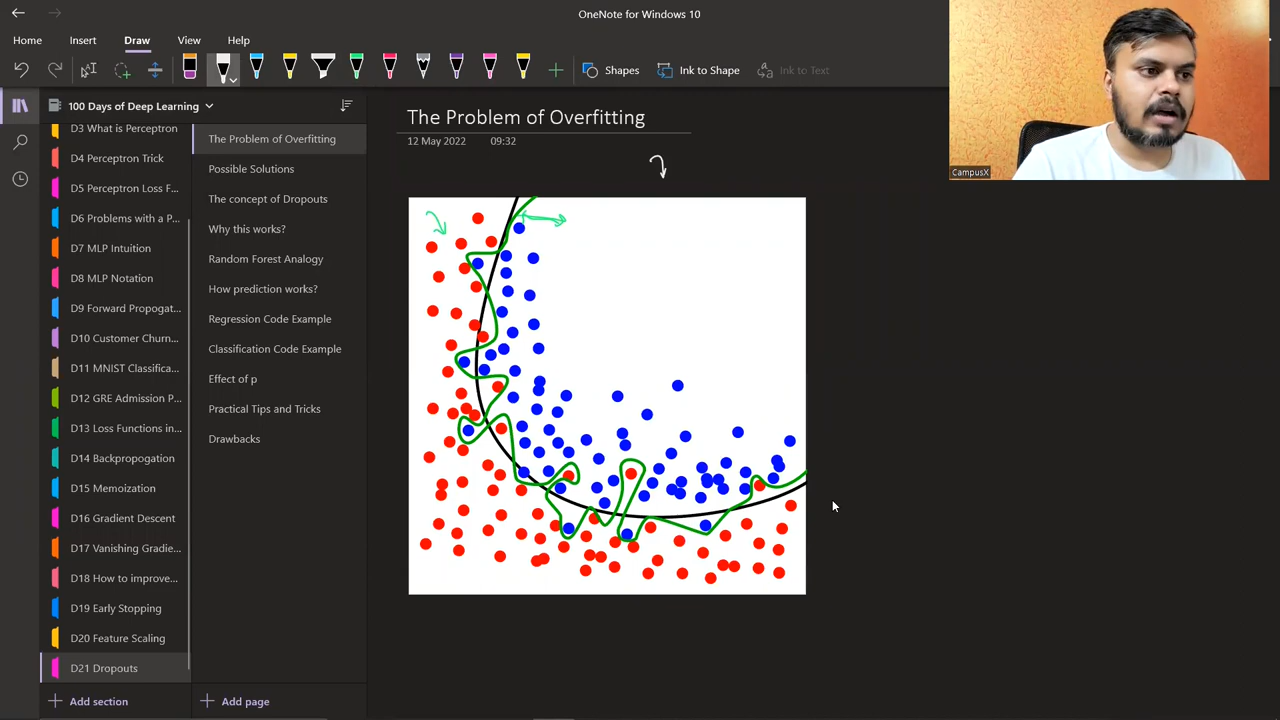 OneNote for Windows 10
Home
Insert
Draw
View
Help
Shapes
Ink to Shape
Ink to Text
100 Days of Deep Learning
D3 What is Perceptron
D4 Perceptron Trick
D5 Perceptron Loss F...
D6 Problems with a P...
D7 MLP Intuition
D8 MLP Notation
D9 Forward Propogat...
D10 Customer Churn...
D11 MNIST Classifica...
D12 GRE Admission P...
D13 Loss Functions in...
D14 Backpropogation
D15 Memoization
D16 Gradient Descent
D17 Vanishing Gradie...
D18 How to improve...
D19 Early Stopping
D20 Feature Scaling
D21 Dropouts
Add section
The Problem of Overfitting
Possible Solutions
The concept of Dropouts
Why this works?
Random Forest Analogy
How prediction works?
Regression Code Example
Classification Code Example
Effect of p
Practical Tips and Tricks
Drawbacks
Add page
The Problem of Overfitting
12 May 2022 09:32
CampusX